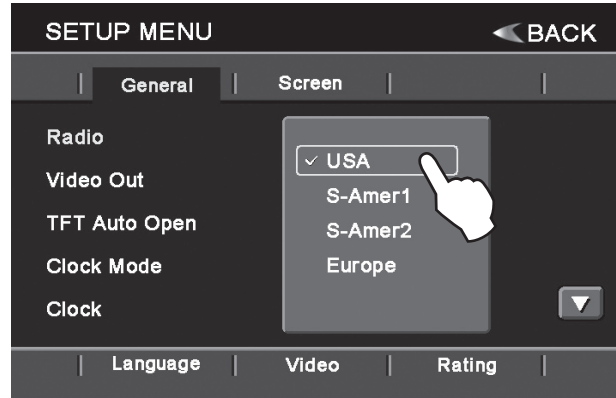 SETUP MENU BACK
General Screen
Radio
Video Out
TFT Auto Open
Clock Mode
Clock
✓ USA
S-Amer1
S-Amer2
Europe
Language Video Rating